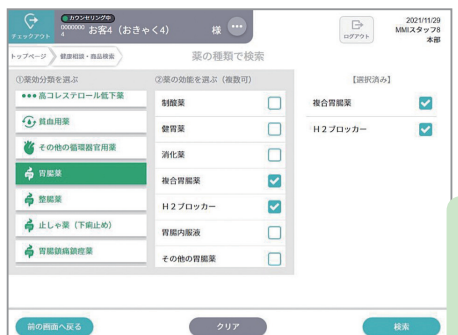 チェックアウト
カウンセリング中
0000000
4
お客4（おきゃく4） 様
ログアウト
2021/11/29
MMIスタッフ8
本部
トップページ
健康相談・商品検索
薬の種類で検索
①薬効分類を選ぶ
②薬の効能を選ぶ（複数可）
【選択済み】
高コレステロール低下薬
貧血用薬
その他の循環器官用薬
胃腸薬
整腸薬
止しゃ薬（下痢止め）
胃腸鎮痛鎮痙薬
制酸薬
健胃薬
消化薬
複合胃腸薬
H２ブロッカー
胃腸内服液
その他の胃腸薬
複合胃腸薬
H２ブロッカー
前の画面へ戻る
クリア
検索